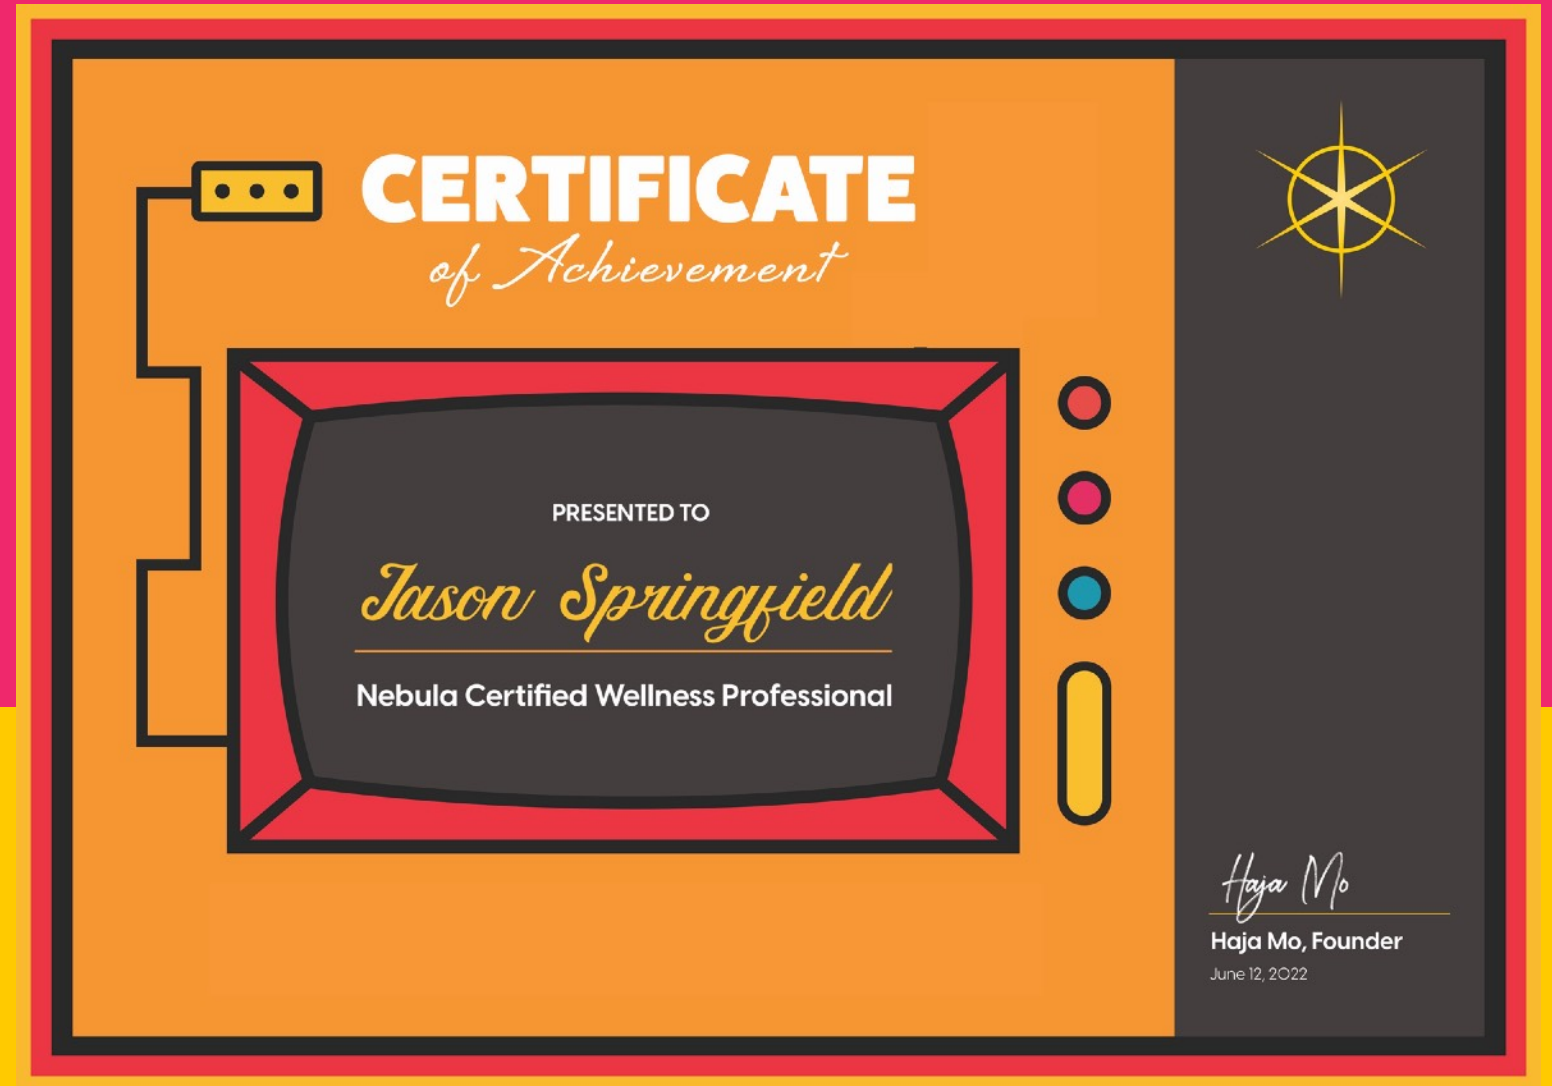 CERTIFICATE
of Achievement
PRESENTED TO
Jason Springfield
Nebula Certified Wellness Professional
Haja Mo
Haja Mo, Founder
June 12, 2022